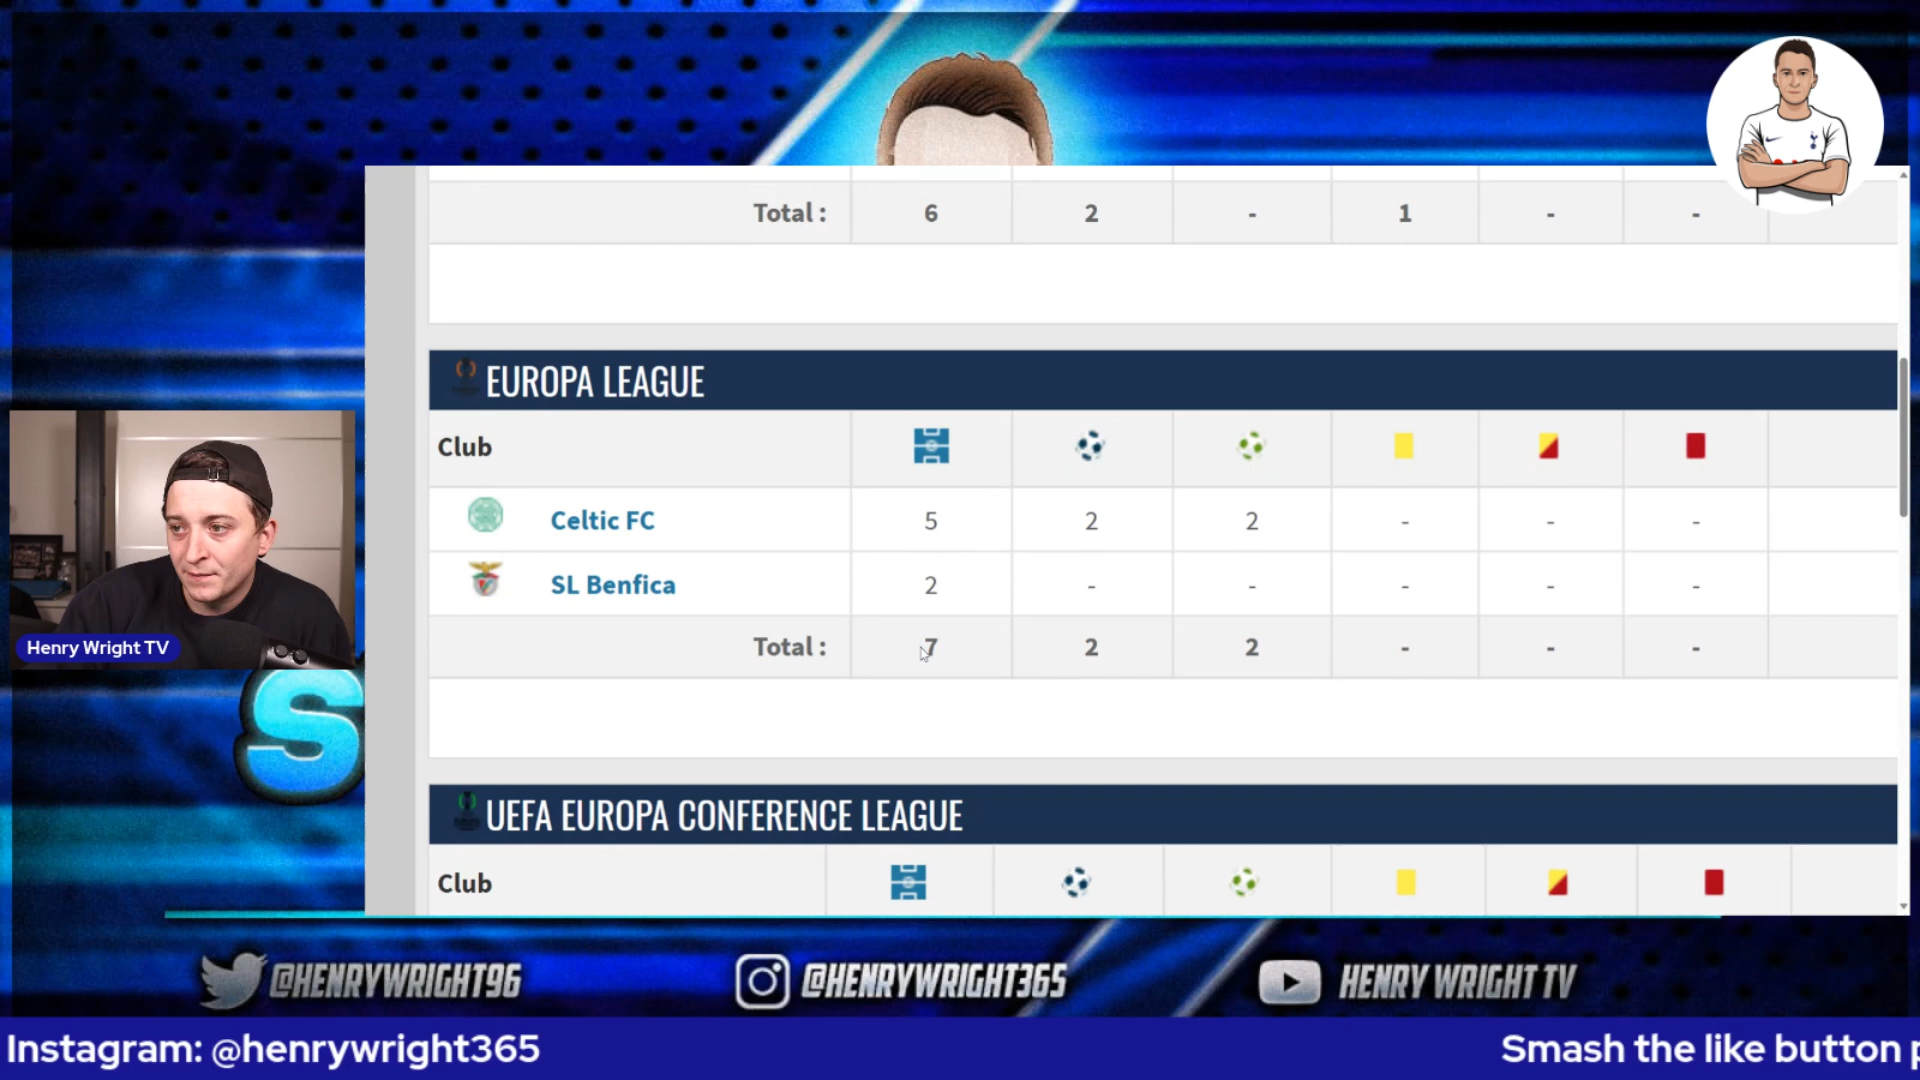 Total : 6 2 - 1 - -
EUROPA LEAGUE
Club
Celtic FC 5 2 2 - - -
SL Benfica 2 - - - - -
Total : 7 2 2 - - -
UEFA EUROPA CONFERENCE LEAGUE
Club
Henry Wright TV
S
@HENRYWRIGHT96 @HENRYWRIGHT365 HENRY WRIGHT TV
Instagram: @henrywright365 Smash the like button p